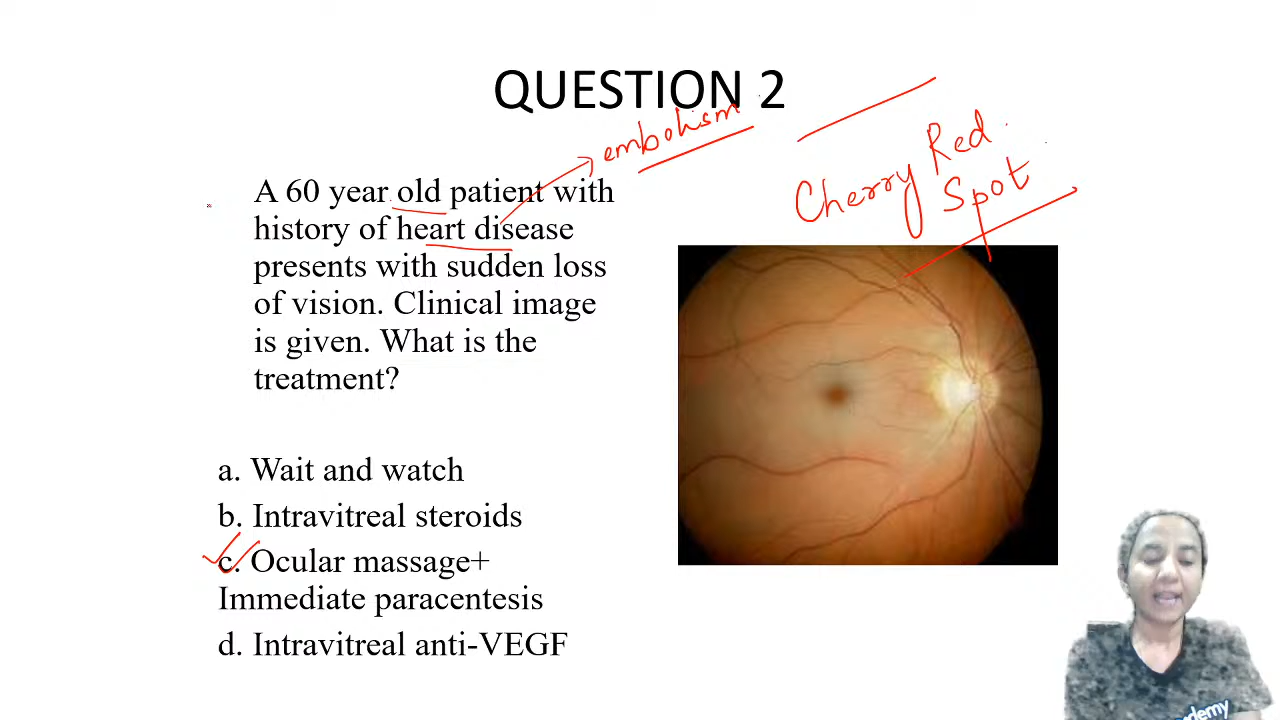 QUESTION 2
embolism
Cherry Red
Spot
A 60 year old patient with
history of heart disease
presents with sudden loss
of vision. Clinical image
is given. What is the
treatment?
a. Wait and watch
b. Intravitreal steroids
c. Ocular massage+
Immediate paracentesis
d. Intravitreal anti-VEGF